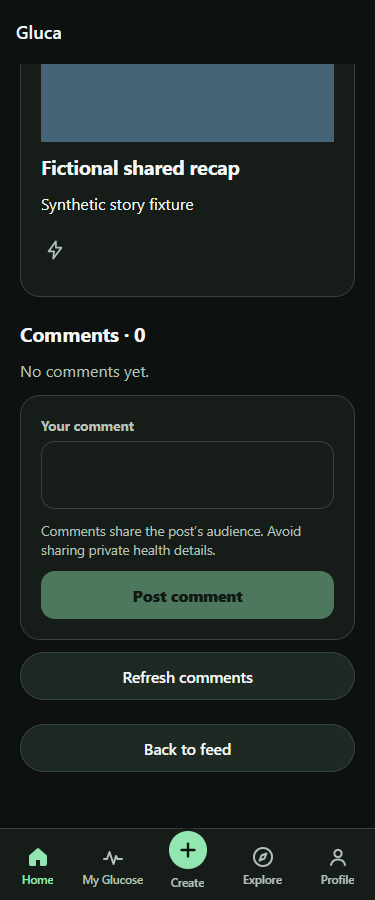 Gluca
Fictional shared recap
Synthetic story fixture
Comments · 0
No comments yet.
Your comment
Comments share the post's audience. Avoid
sharing private health details.
Post comment
Refresh comments
Back to feed
Home
My Glucose
Create
Explore
Profile